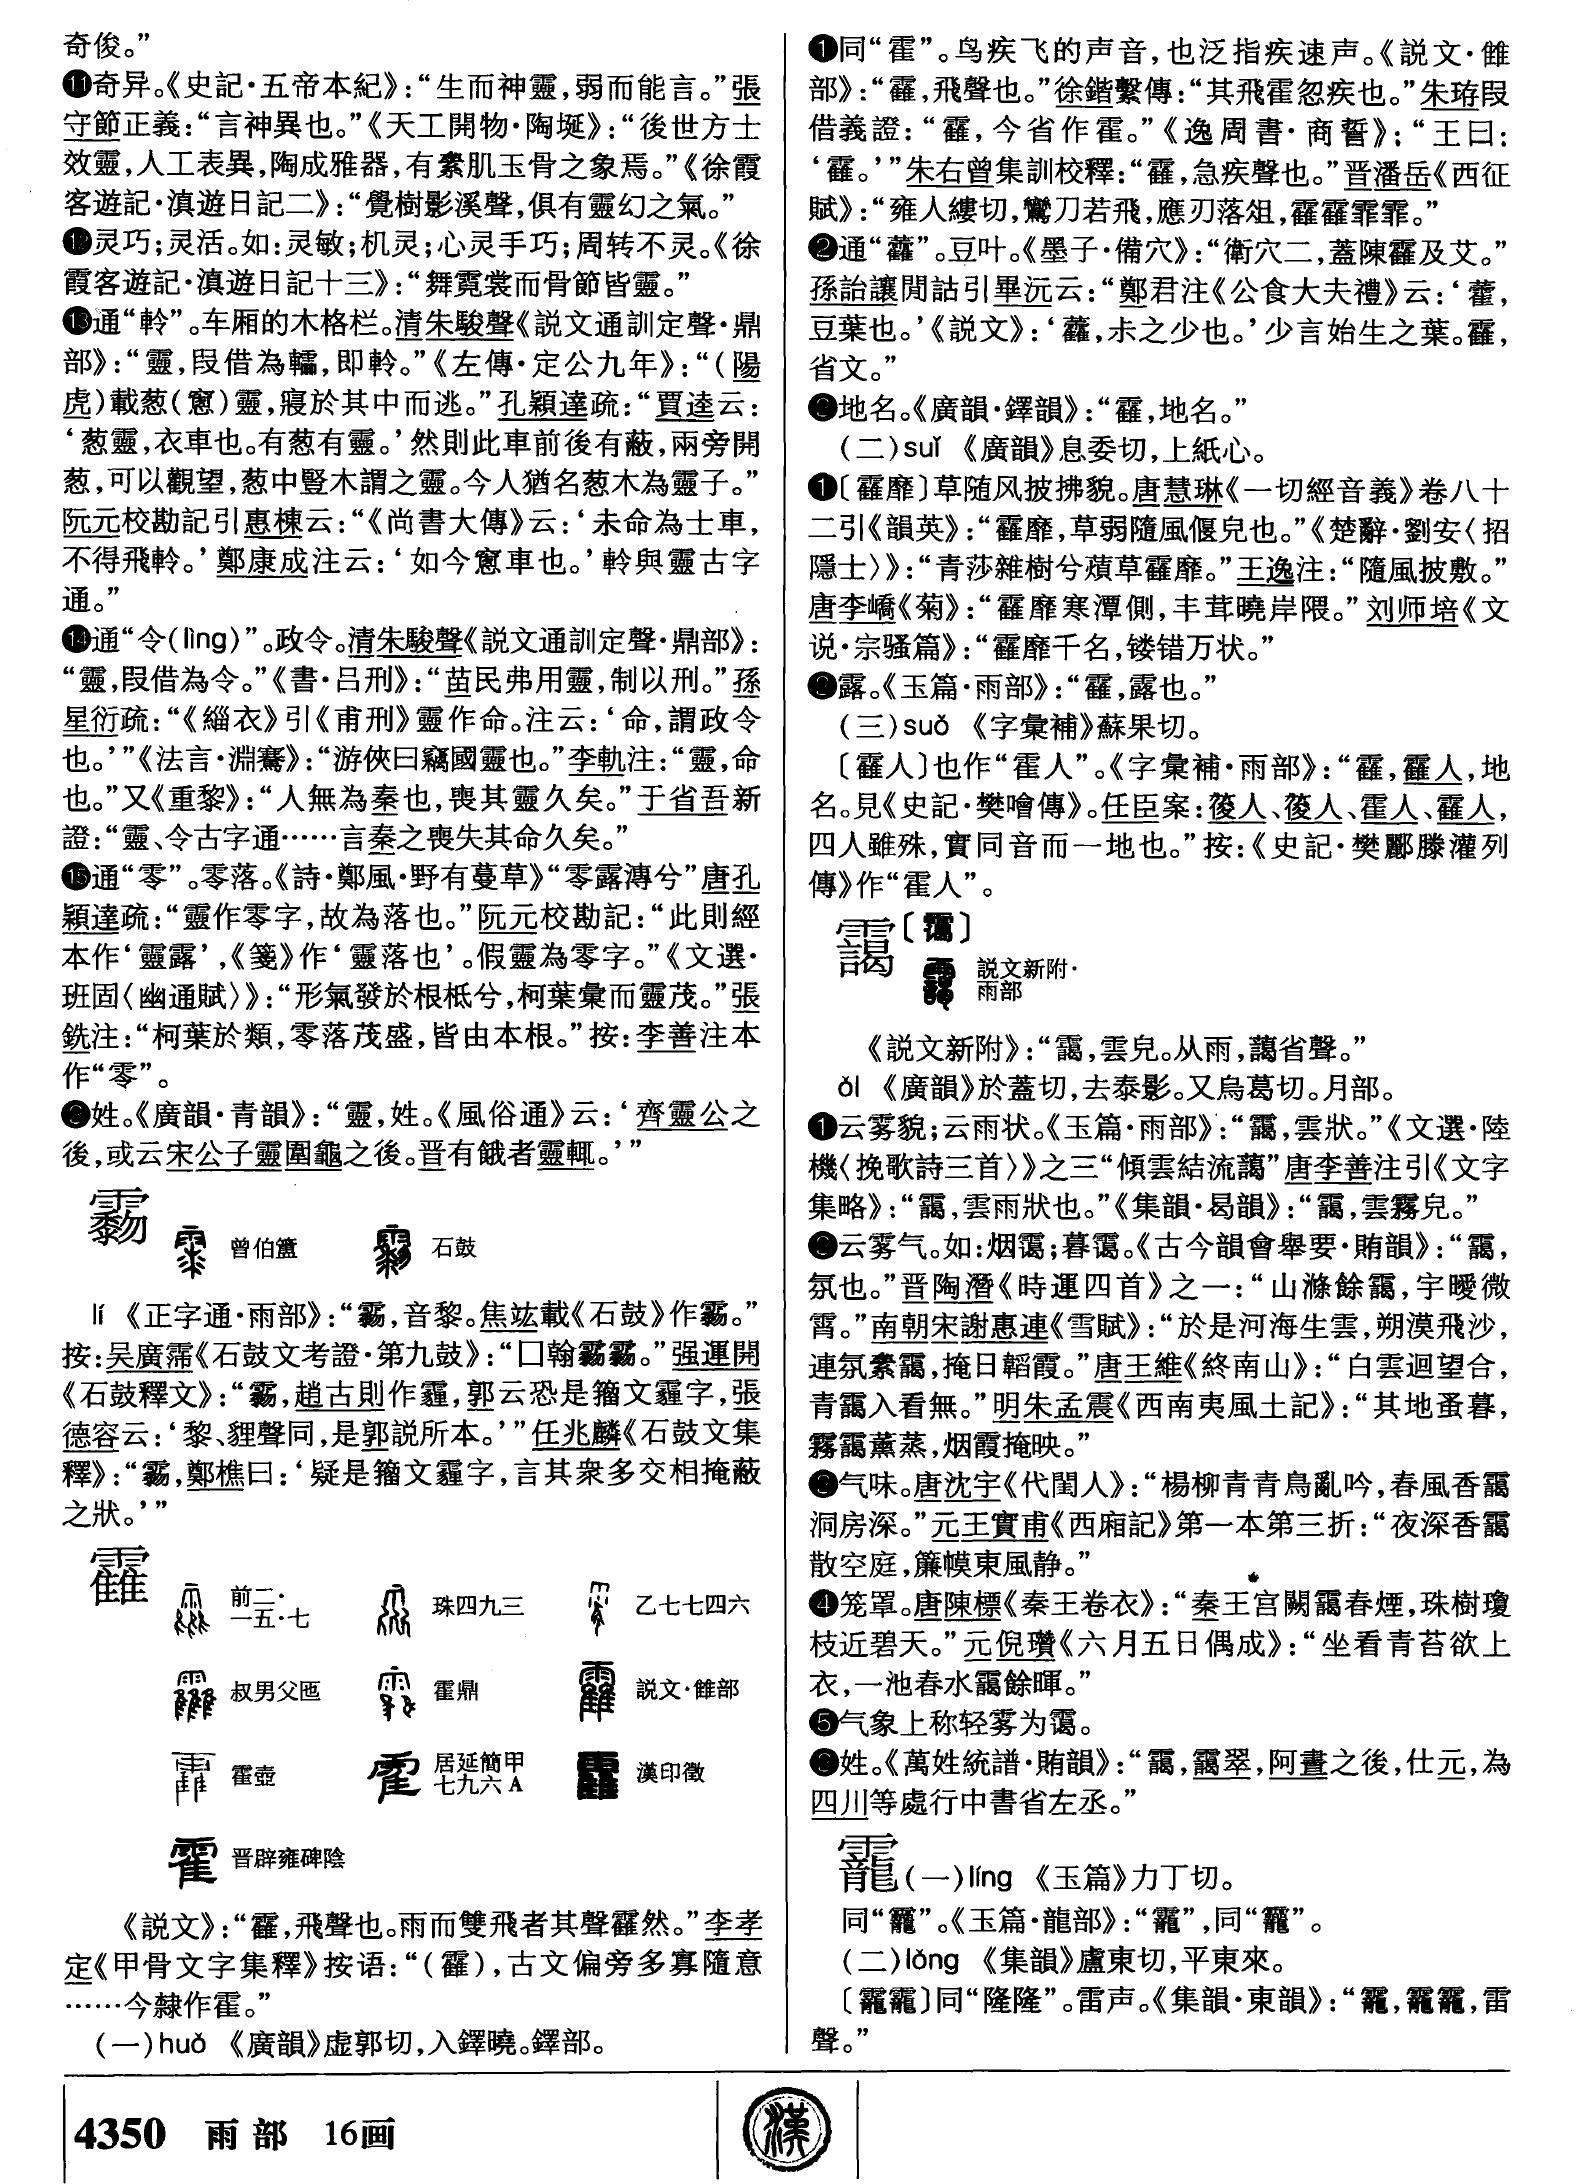 奇俊。”
⓫奇异。《史記·五帝本紀》：“生而神靈，弱而能言。”張
守節正義：“言神異也。”《天工開物·陶埏》：“後世方士
效靈，人工表異，陶成雅器，有素肌玉骨之象焉。”《徐霞
客遊記·滇遊日記二》：“覺樹影溪聲，俱有靈幻之氣。”
⓬灵巧；灵活。如：灵敏；机灵；心灵手巧；周转不灵。《徐
霞客遊記·滇遊日記十三》：“舞霓裳而骨節皆靈。”
⓭通“軨”。车厢的木格栏。清朱駿聲《説文通訓定聲·鼎
部》：“靈，叚借為轜，即軨。”《左傳·定公九年》：“（陽
虎）載葱（窻）靈，寢於其中而逃。”孔穎達疏：“賈逵云：
‘葱靈，衣車也。有葱有靈。’然則此車前後有蔽，兩旁開
葱，可以觀望，葱中豎木謂之靈。今人猶名葱木為靈子。”
阮元校勘記引惠棟云：“《尚書大傳》云：‘未命為士車，
不得飛軨。’鄭康成注云：‘如今窻車也。’軨與靈古字
通。”
⓮通“令（lìng）”。政令。清朱駿聲《説文通訓定聲·鼎部》：
“靈，叚借為令。”《書·吕刑》：“苗民弗用靈，制以刑。”孫
星衍疏：“《緇衣》引《甫刑》靈作命。注云：‘命，謂政令
也。’”《法言·淵騫》：“游俠曰竊國靈也。”李軌注：“靈，命
也。”又《重黎》：“人無為秦也，喪其靈久矣。”于省吾新
證：“靈、令古字通……言秦之喪失其命久矣。”
⓯通“零”。零落。《詩·鄭風·野有蔓草》“零露漙兮”唐孔
穎達疏：“靈作零字，故為落也。”阮元校勘記：“此則經
本作‘靈露’，《箋》作‘靈落也’。假靈為零字。”《文選·
班固〈幽通賦〉》：“形氣發於根柢兮，柯葉彙而靈茂。”張
銑注：“柯葉於類，零落茂盛，皆由本根。”按：李善注本
作“零”。
⓰姓。《廣韻·青韻》：“靈，姓。《風俗通》云：‘齊靈公之
後，或云宋公子靈圍龜之後。晋有餓者靈輒。’”
曾伯簠 石鼓
lí 《正字通·雨部》：“䨛，音黎。焦竑載《石鼓》作䨛。”
按：吴廣霈《石鼓文考證·第九鼓》：“囗翰䨛䨛。”强運開
《石鼓釋文》：“䨛，趙古則作霾，郭云恐是籀文霾字，張
德容云：‘黎、貍聲同，是郭説所本。’”任兆麟《石鼓文集
釋》：“䨛，鄭樵曰：‘疑是籀文霾字，言其衆多交相掩蔽
之狀。’”
靃
前二·一五·七 珠四九三 乙七七四六
叔男父匜 霍鼎 説文·雔部
霍壺 居延簡甲七九六A 漢印徵
晋辟雍碑陰
《説文》：“靃，飛聲也。雨而雙飛者其聲靃然。”李孝
定《甲骨文字集釋》按语：“（靃），古文偏旁多寡隨意
……今隸作霍。”
（一）huǒ 《廣韻》虚郭切，入鐸曉。鐸部。
❶同“霍”。鸟疾飞的声音，也泛指疾速声。《説文·雔
部》：“靃，飛聲也。”徐鍇繫傳：“其飛霍忽疾也。”朱珔叚
借義證：“靃，今省作霍。”《逸周書·商誓》：“王曰：
‘靃。’”朱右曾集訓校釋：“靃，急疾聲也。”晋潘岳《西征
賦》：“雍人縷切，鸞刀若飛，應刃落俎，靃靃霏霏。”
❷通“虇”。豆叶。《墨子·備穴》：“衛穴二，蓋陳靃及艾。”
孫詒讓閒詁引畢沅云：“鄭君注《公食大夫禮》云：‘藿，
豆葉也。’《説文》：‘蘿，尗之少也。’少言始生之葉。靃，
省文。”
❸地名。《廣韻·鐸韻》：“靃，地名。”
（二）suǐ 《廣韻》息委切，上紙心。
❶〔靃靡〕草随风披拂貌。唐慧琳《一切經音義》卷八十
二引《韻英》：“靃靡，草弱隨風偃皃也。”《楚辭·劉安〈招
隱士〉》：“青莎雜樹兮薠草靃靡。”王逸注：“隨風披敷。”
唐李嶠《菊》：“靃靡寒潭側，丰茸曉岸隈。”刘师培《文
说·宗骚篇》：“靃靡千名，镂错万状。”
❷露。《玉篇·雨部》：“靃，露也。”
（三）suǒ 《字彙補》蘇果切。
〔靃人〕也作“霍人”。《字彙補·雨部》：“靃，靃人，地
名。見《史記·樊噲傳》。任臣案：葰人、䔏人、霍人、靃人，
四人雖殊，實同音而一地也。”按：《史記·樊酈滕灌列
傳》作“霍人”。
靄〔霭〕
説文新附·雨部
《説文新附》：“靄，雲皃。从雨，藹省聲。”
ǎi 《廣韻》於蓋切，去泰影。又烏葛切。月部。
❶云雾貌；云雨状。《玉篇·雨部》：“靄，雲狀。”《文選·陸
機〈挽歌詩三首〉》之三“傾雲結流藹”唐李善注引《文字
集略》：“靄，雲雨狀也。”《集韻·曷韻》：“靄，雲霧皃。”
❷云雾气。如：烟霭；暮霭。《古今韻會舉要·賄韻》：“靄，
氛也。”晋陶潛《時運四首》之一：“山滌餘靄，宇曖微
霄。”南朝宋謝惠連《雪賦》：“於是河海生雲，朔漠飛沙，
連氛累靄，掩日韜霞。”唐王維《終南山》：“白雲迴望合，
青靄入看無。”明朱孟震《西南夷風土記》：“其地蚤暮，
霧靄薰蒸，烟霞掩映。”
❸气味。唐沈宇《代閨人》：“楊柳青青鳥亂吟，春風香靄
洞房深。”元王實甫《西廂記》第一本第三折：“夜深香靄
散空庭，簾幙東風静。”
❹笼罩。唐陳標《秦王卷衣》：“秦王宫闕靄春煙，珠樹瓊
枝近碧天。”元倪瓚《六月五日偶成》：“坐看青苔欲上
衣，一池春水靄餘暉。”
❺气象上称轻雾为霭。
❻姓。《萬姓統譜·賄韻》：“靄，靄翠，阿晝之後，仕元，為
四川等處行中書省左丞。”
靇（一）líng 《玉篇》力丁切。
同“龗”。《玉篇·龍部》：“靇”，同“龗”。
（二）lóng 《集韻》盧東切，平東來。
〔靇靇〕同“隆隆”。雷声。《集韻·東韻》：“靇，靇靇，雷
聲。”
4350 雨部 16画
漢